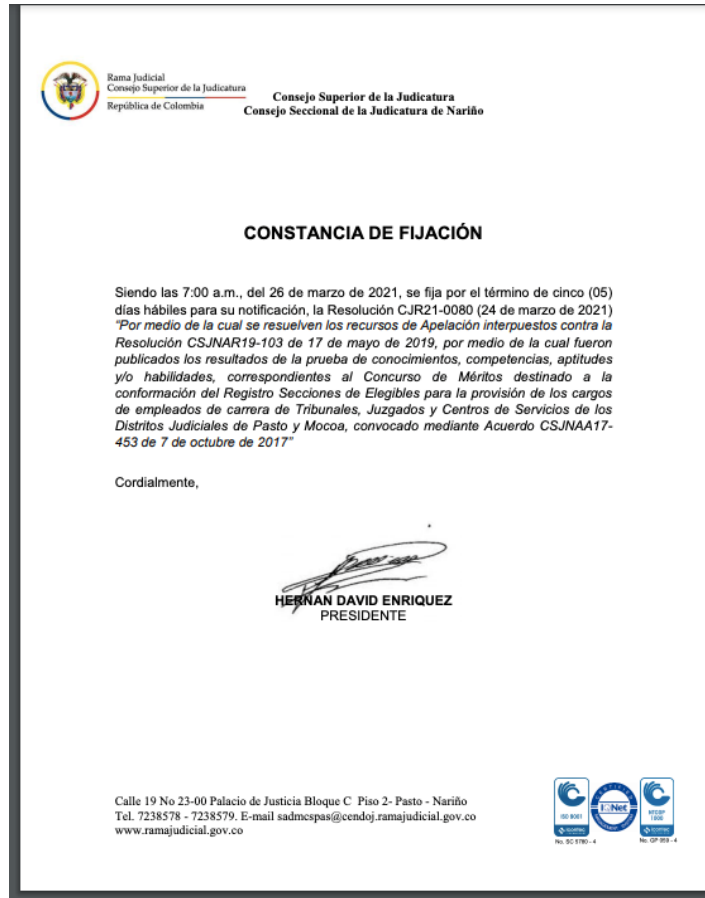 Rama Judicial
Consejo Superior de la Judicatura
República de Colombia
Consejo Superior de la Judicatura
Consejo Seccional de la Judicatura de Nariño
CONSTANCIA DE FIJACIÓN
Siendo las 7:00 a.m., del 26 de marzo de 2021, se fija por el término de cinco (05)
días hábiles para su notificación, la Resolución CJR21-0080 (24 de marzo de 2021)
“Por medio de la cual se resuelven los recursos de Apelación interpuestos contra la
Resolución CSJNAR19-103 de 17 de mayo de 2019, por medio de la cual fueron
publicados los resultados de la prueba de conocimientos, competencias, aptitudes
y/o habilidades, correspondientes al Concurso de Méritos destinado a la
conformación del Registro Secciones de Elegibles para la provisión de los cargos
de empleados de carrera de Tribunales, Juzgados y Centros de Servicios de los
Distritos Judiciales de Pasto y Mocoa, convocado mediante Acuerdo CSJNAA17-
453 de 7 de octubre de 2017”
Cordialmente,
HERNAN DAVID ENRIQUEZ
PRESIDENTE
Calle 19 No 23-00 Palacio de Justicia Bloque C Piso 2- Pasto - Nariño
Tel. 7238578 - 7238579. E-mail sadmcspas@cendoj.ramajudicial.gov.co
www.ramajudicial.gov.co
ISO 9001
icontec
No. SC 5780 - 4
IQNet
NTCGP
1000
icontec
No. GP 059 - 4